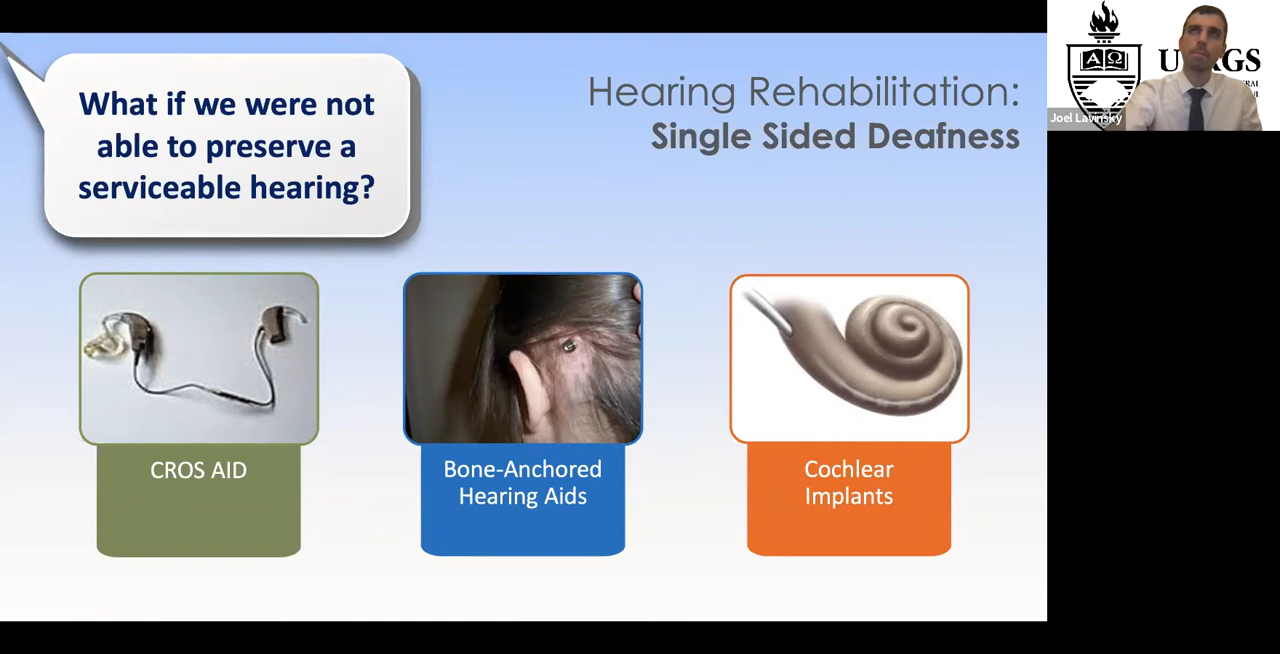 What if we were not
able to preserve a
serviceable hearing?
Hearing Rehabilitation:
Single Sided Deafness
CROS AID
Bone-Anchored
Hearing Aids
Cochlear
Implants
Α Ω
GS
Joel Lavinsky